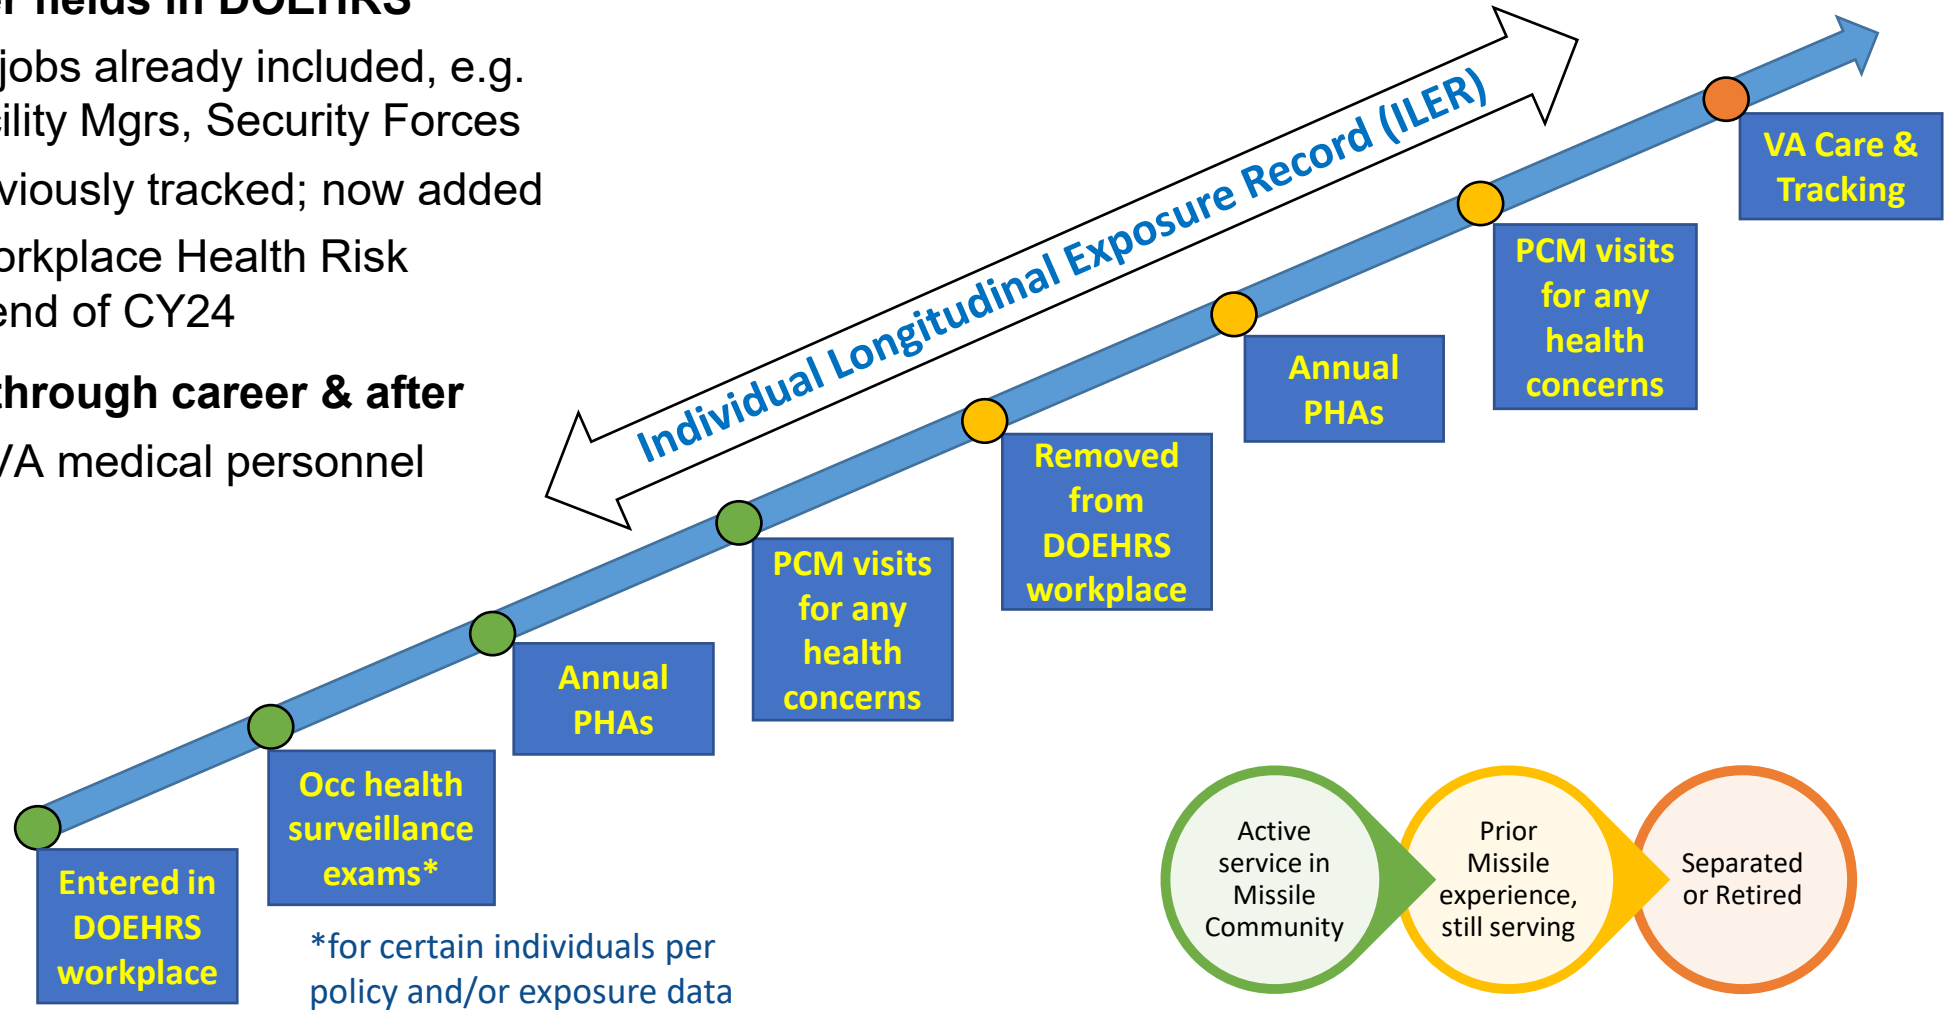 fields in DOEHRS
jobs already included, e.g.
Mgrs, Security Forces
tracked; now added
Health Risk
end of CY24
through career & after
VA medical personnel
Individual Longitudinal Exposure Record (ILER)
VA Care &
Tracking
PCM visits
for any
health
concerns
Annual
PHAs
Removed
from
DOEHRS
workplace
PCM visits
for any
health
concerns
Annual
PHAs
Occ health
surveillance
exams*
Entered in
DOEHRS
workplace
*for certain individuals per
policy and/or exposure data
Active
service in
Missile
Community
Prior
Missile
experience,
still serving
Separated
or Retired